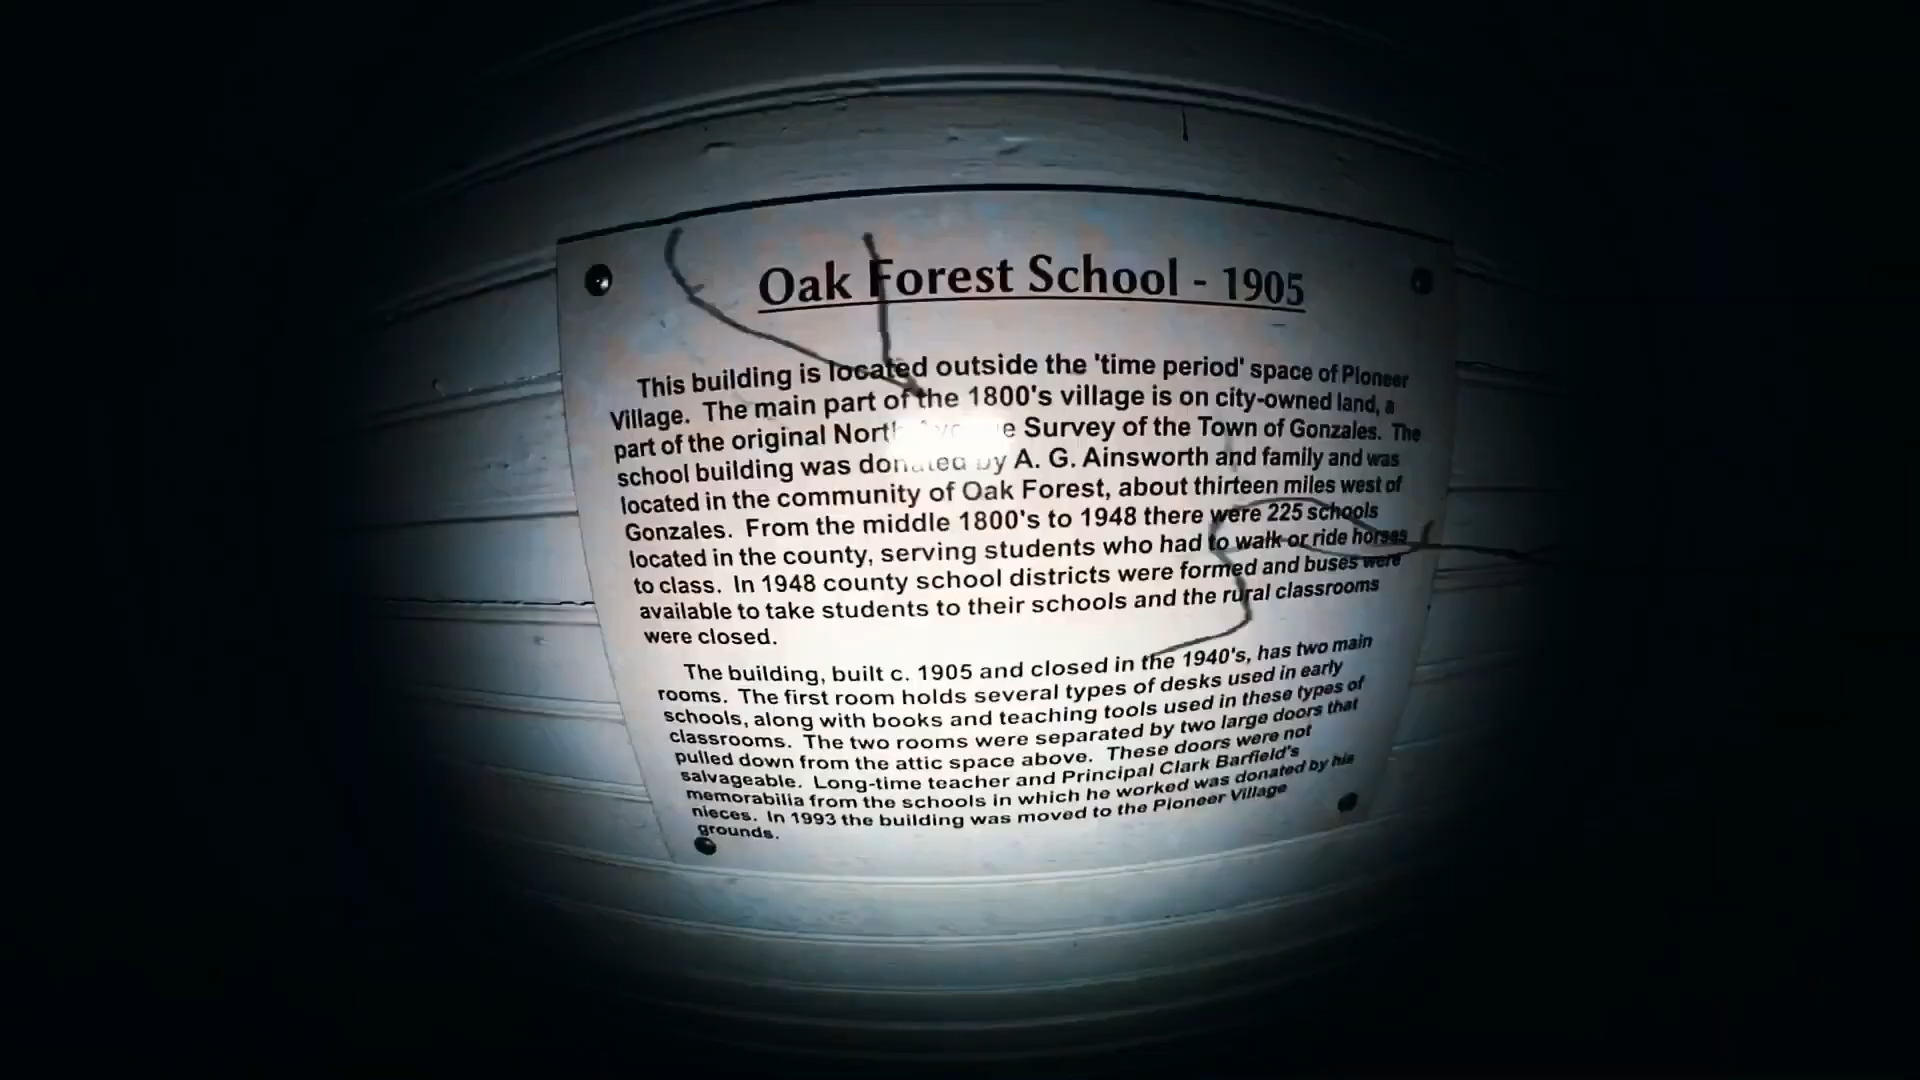 Oak Forest School - 1905
This building is located outside the 'time period' space of Pioneer
Village. The main part of the 1800's village is on city-owned land, a
part of the original Survey of the Town of Gonzales. The
school building was donated by A. G. Ainsworth and family and was
located in the community of Oak Forest, about thirteen miles west of
Gonzales. From the middle 1800's to 1948 there were 225 schools
located in the county, serving students who had to walk or ride horses
to class. In 1948 county school districts were formed and buses were
available to take students to their schools and the rural classrooms
were closed.
The building, built c. 1905 and closed in the 1940's, has two main
rooms. The first room holds several types of desks used in early
schools, along with books and teaching tools used in these types of
classrooms. The two rooms were separated by two large doors that
pulled down from the attic space above. These doors were not
salvageable. Long-time teacher and Principal Clark Barfield's
memorabilia from the schools in which he worked was donated by his
nieces. In 1993 the building was moved to the Pioneer Village
grounds.